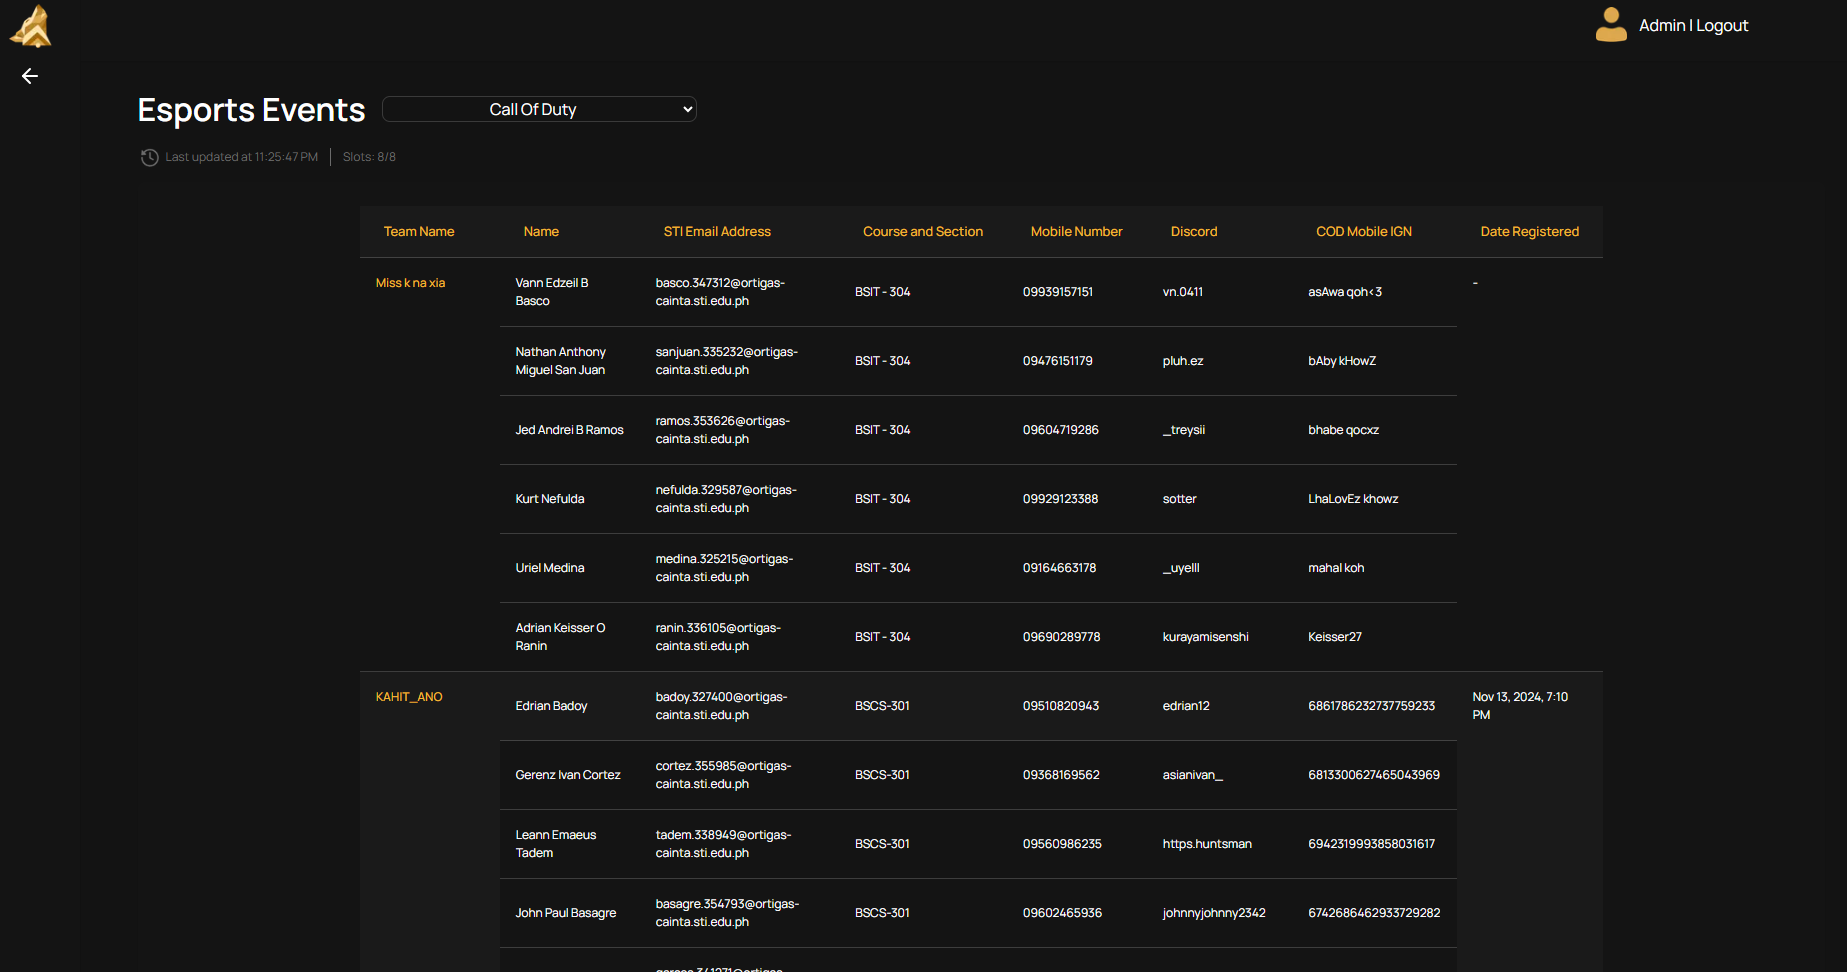 Admin | Logout
Esports Events
Call Of Duty
Last updated at 11:25:47 PM
Slots: 8/8
Team Name Name STI Email Address Course and Section Mobile Number Discord COD Mobile IGN Date Registered
Miss k na xia
Vann Edzeil B
Basco
basco.347312@ortigas-
cainta.sti.edu.ph
BSIT - 304
09939157151
vn.0411
asAwa qoh<3
-
Nathan Anthony
Miguel San Juan
sanjuan.335232@ortigas-
cainta.sti.edu.ph
BSIT - 304
09476151179
pluh.ez
bAby kHowZ
Jed Andrei B Ramos
ramos.353626@ortigas-
cainta.sti.edu.ph
BSIT - 304
09604719286
_treysii
bhabe qocxz
Kurt Nefulda
nefulda.329587@ortigas-
cainta.sti.edu.ph
BSIT - 304
09929123388
sotter
LhaLovEz khowz
Uriel Medina
medina.325215@ortigas-
cainta.sti.edu.ph
BSIT - 304
09164663178
_uyelll
mahal koh
Adrian Keisser O
Ranin
ranin.336105@ortigas-
cainta.sti.edu.ph
BSIT - 304
09690289778
kurayamisenshi
Keisser27
KAHIT_ANO
Edrian Badoy
badoy.327400@ortigas-
cainta.sti.edu.ph
BSCS-301
09510820943
edrian12
6861786232737759233
Nov 13, 2024, 7:10
PM
Gerenz Ivan Cortez
cortez.355985@ortigas-
cainta.sti.edu.ph
BSCS-301
09368169562
asianivan_
6813300627465043969
Leann Emaeus
Tadem
tadem.338949@ortigas-
cainta.sti.edu.ph
BSCS-301
09560986235
https.huntsman
6942319993858031617
John Paul Basagre
basagre.354793@ortigas-
cainta.sti.edu.ph
BSCS-301
09602465936
johnnyjohnny2342
6742686462933729282